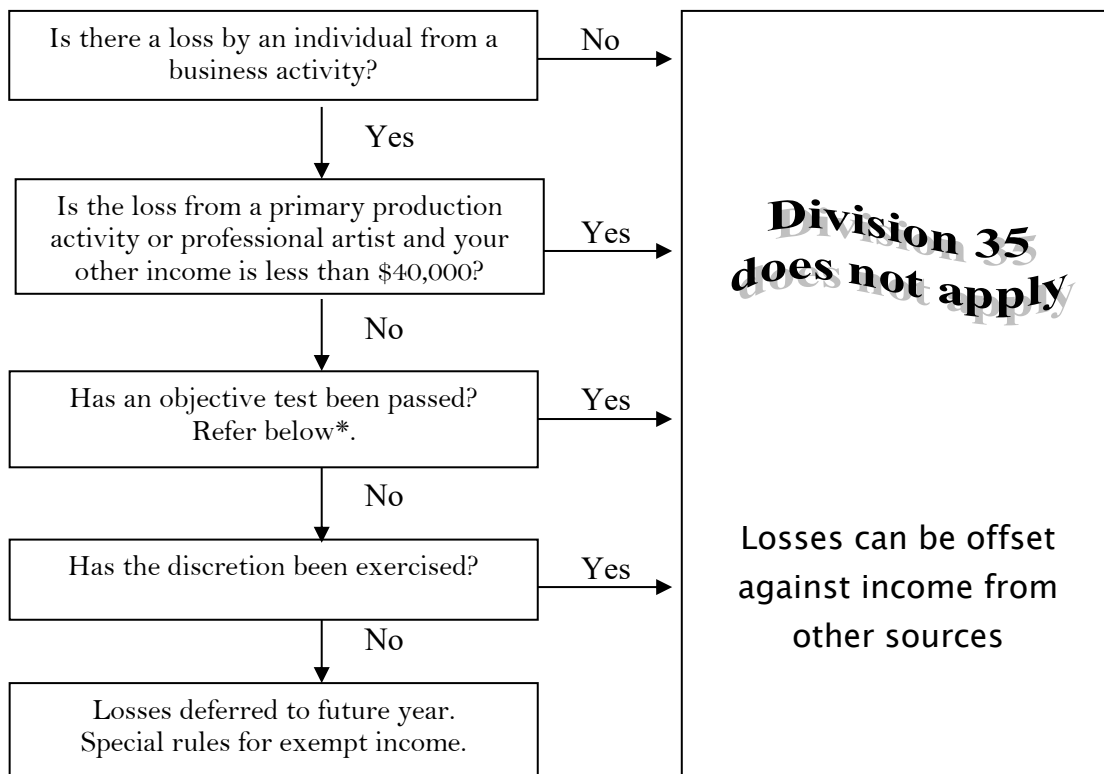 Is there a loss by an individual from a
business activity?
No
Yes
Is the loss from a primary production
activity or professional artist and your
other income is less than $40,000?
Yes
No
Has an objective test been passed?
Refer below*.
Yes
No
Has the discretion been exercised?
Yes
No
Losses deferred to future year.
Special rules for exempt income.
Division 35
does not apply
Losses can be offset
against income from
other sources